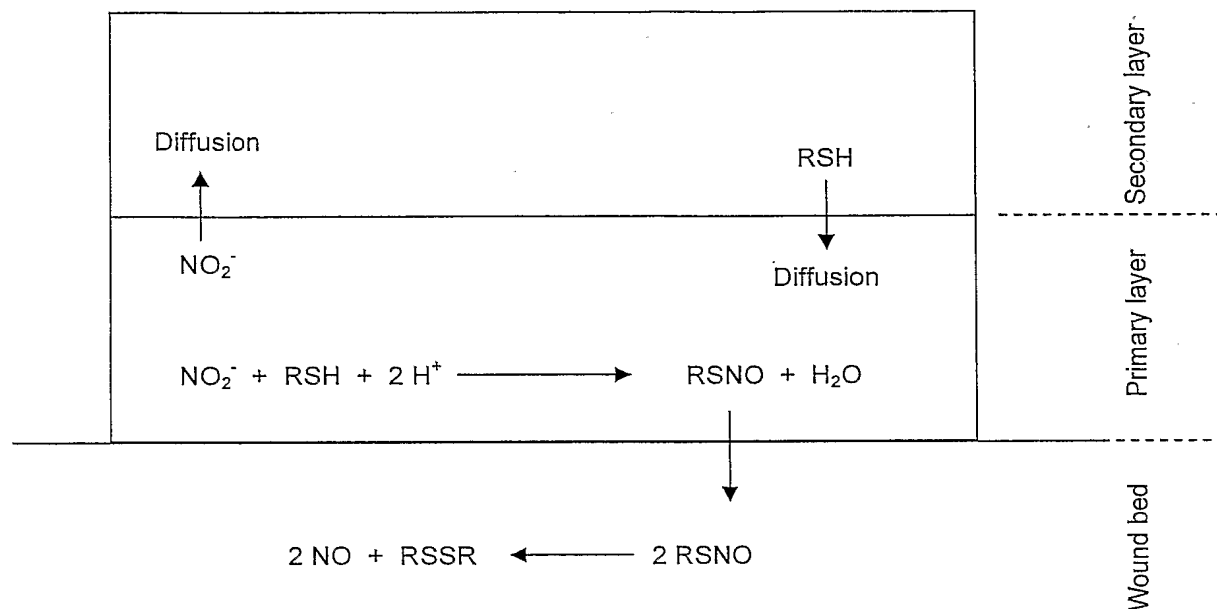 Diffusion
RSH
NO₂⁻
Diffusion
NO₂⁻ + RSH + 2 H⁺ RSNO + H₂O
2 NO + RSSR 2 RSNO
Secondary layer
Primary layer
Wound bed